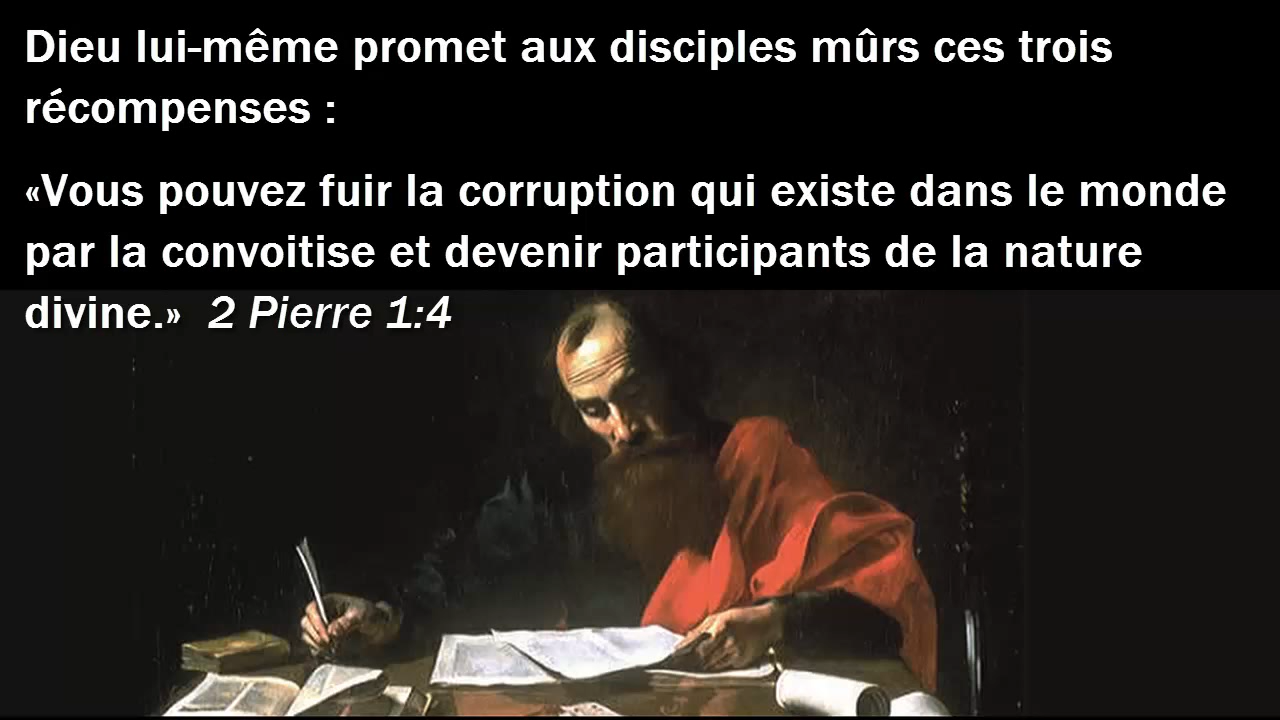 Dieu lui-même promet aux disciples mûrs ces trois
récompenses :
«Vous pouvez fuir la corruption qui existe dans le monde
par la convoitise et devenir participants de la nature
divine.» 2 Pierre 1:4